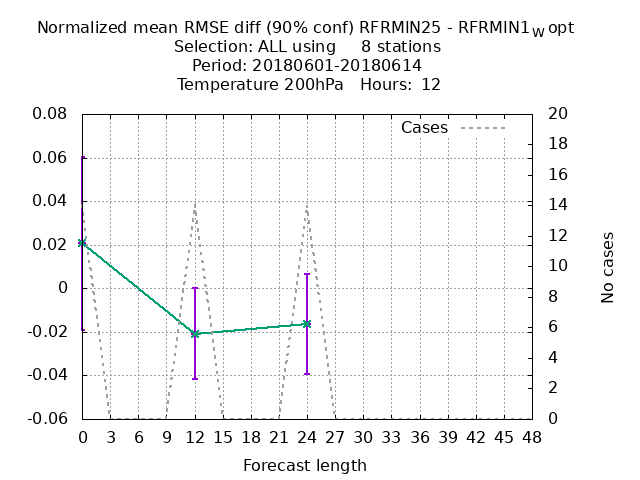 Normalized mean RMSE diff (90% conf) RFRMIN25 - RFRMIN1w opt
Selection: ALL using 8 stations
Period: 20180601-20180614
Temperature 200hPa Hours: 12
Cases
0.08
0.06
0.04
0.02
0
-0.02
-0.04
-0.06
20
18
16
14
12
10
8
6
4
2
0
No cases
0 3 6 9 12 15 18 21 24 27 30 33 36 39 42 45 48
Forecast length